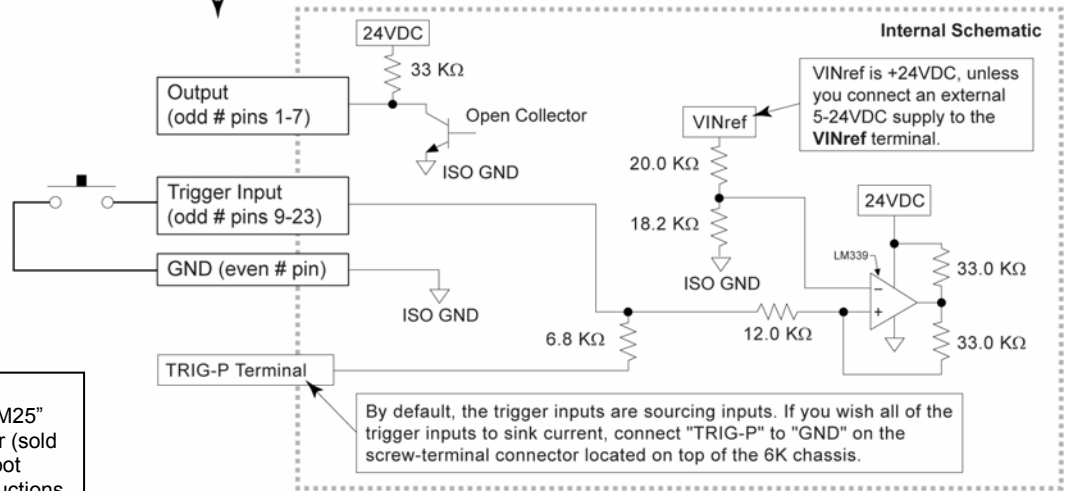 Internal Schematic
24VDC
33 KΩ
Output
(odd # pins 1-7)
Open Collector
ISO GND
VINref is +24VDC, unless
you connect an external
5-24VDC supply to the
VINref terminal.
VINref
20.0 KΩ
18.2 KΩ
ISO GND
24VDC
LM339
33.0 KΩ
33.0 KΩ
Trigger Input
(odd # pins 9-23)
GND (even # pin)
ISO GND
6.8 KΩ
12.0 KΩ
TRIG-P Terminal
By default, the trigger inputs are sourcing inputs. If you wish all of the
trigger inputs to sink current, connect "TRIG-P" to "GND" on the
screw-terminal connector located on top of the 6K chassis.
M25”
r (sold
oot
uctions